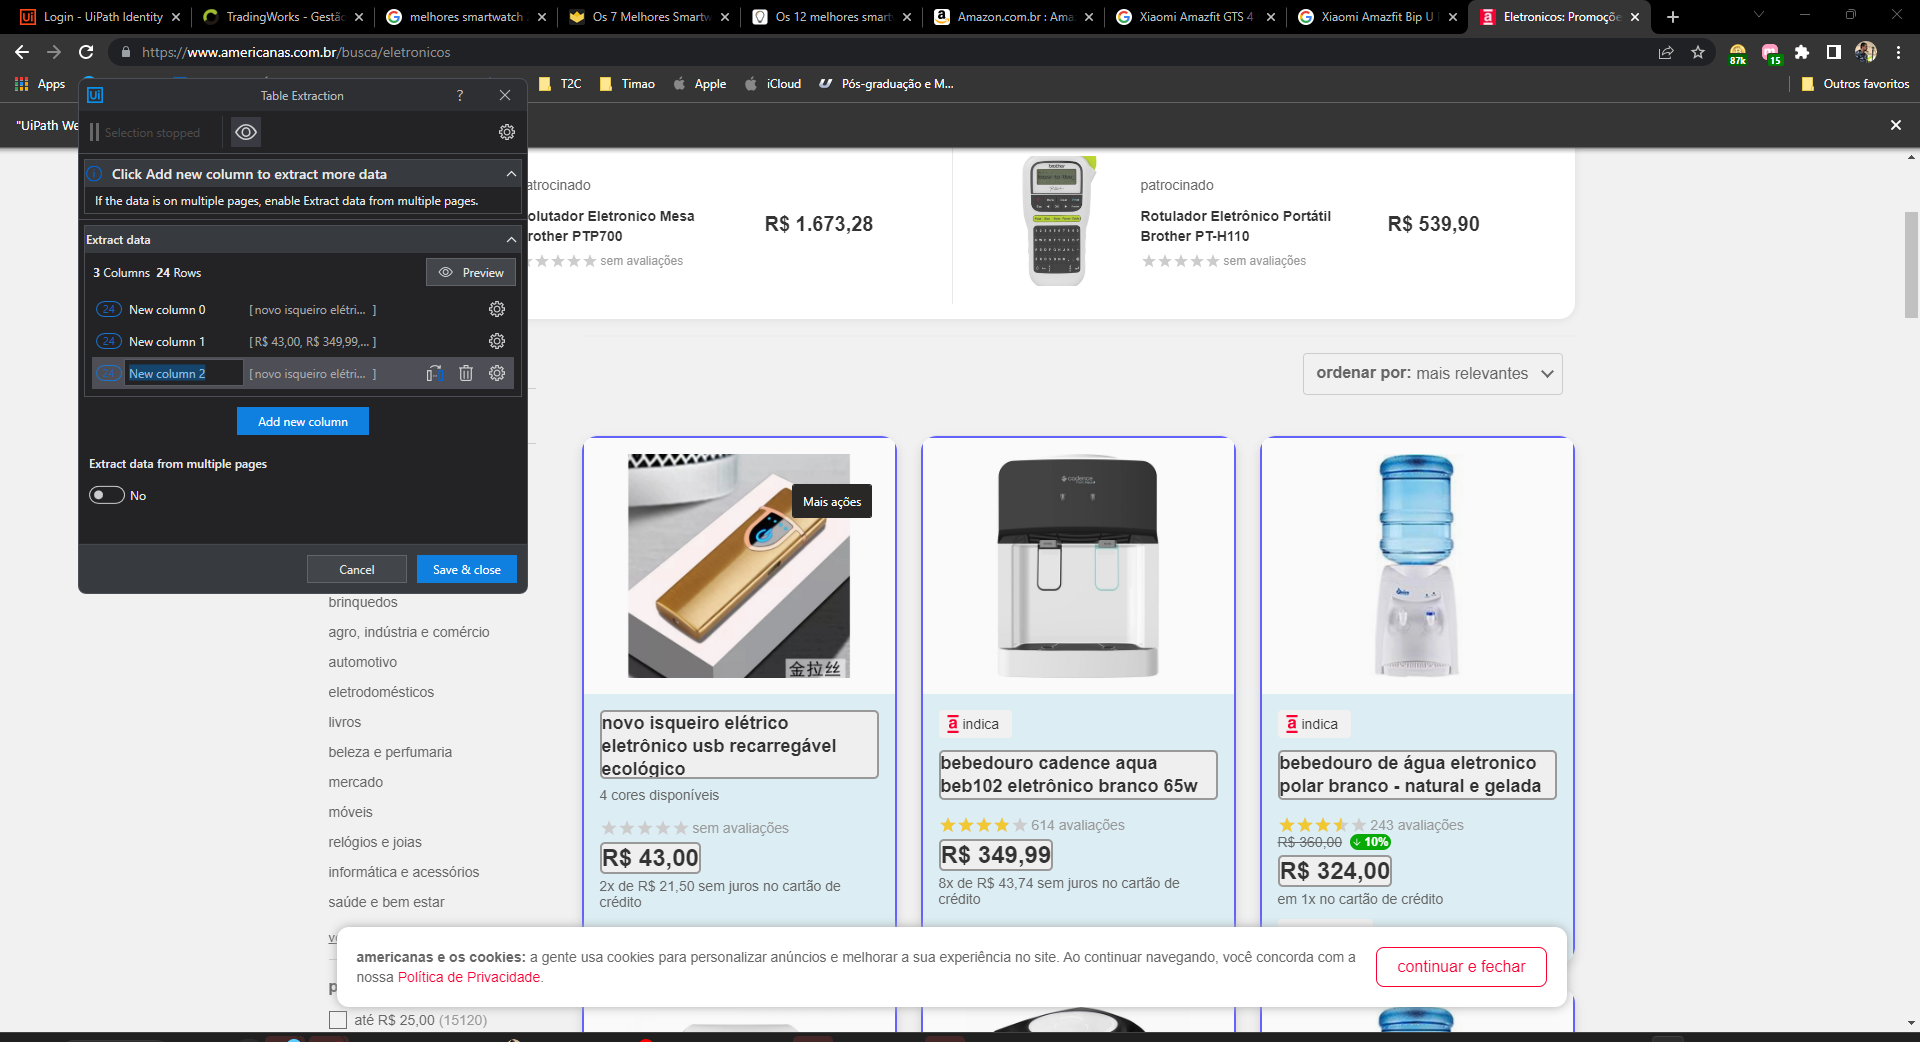 Login - UiPath Identity
TradingWorks - Gestã
melhores smartwatch
Os 7 Melhores Smartw
Os 12 melhores smart
Amazon.com.br : Ama
Xiaomi Amazfit GTS 4
Xiaomi Amazfit Bip U
Eletronicos: Promoçõe
https://www.americanas.com.br/busca/eletronicos
87k
15
Apps
T2C
Timao
Apple
iCloud
Pós-graduação e M...
Outros favoritos
"UiPath We
Ui
Table Extraction
?
Selection stopped
Click Add new column to extract more data
If the data is on multiple pages, enable Extract data from multiple pages.
Extract data
3 Columns 24 Rows
Preview
24 New column 0 [ novo isqueiro elétri... ]
24 New column 1 [ R$ 43,00, R$ 349,99,... ]
24 New column 2 [ novo isqueiro elétri... ]
Add new column
Extract data from multiple pages
No
Cancel
Save & close
atrocinado
olutador Eletronico Mesa
rother PTP700
sem avaliações
R$ 1.673,28
brother
patrocinado
Rotulador Eletrônico Portátil
Brother PT-H110
sem avaliações
R$ 539,90
ordenar por: mais relevantes
brinquedos
agro, indústria e comércio
automotivo
eletrodomésticos
livros
beleza e perfumaria
mercado
móveis
relógios e joias
informática e acessórios
saúde e bem estar
até R$ 25,00 (15120)
Mais ações
金拉丝
novo isqueiro elétrico
eletrônico usb recarregável
ecológico
4 cores disponíveis
sem avaliações
R$ 43,00
2x de R$ 21,50 sem juros no cartão de
crédito
cadence
a indica
bebedouro cadence aqua
beb102 eletrônico branco 65w
614 avaliações
R$ 349,99
8x de R$ 43,74 sem juros no cartão de
crédito
a indica
bebedouro de água eletronico
polar branco - natural e gelada
243 avaliações
R$ 360,00 10%
R$ 324,00
em 1x no cartão de crédito
americanas e os cookies: a gente usa cookies para personalizar anúncios e melhorar a sua experiência no site. Ao continuar navegando, você concorda com a
nossa Política de Privacidade.
continuar e fechar